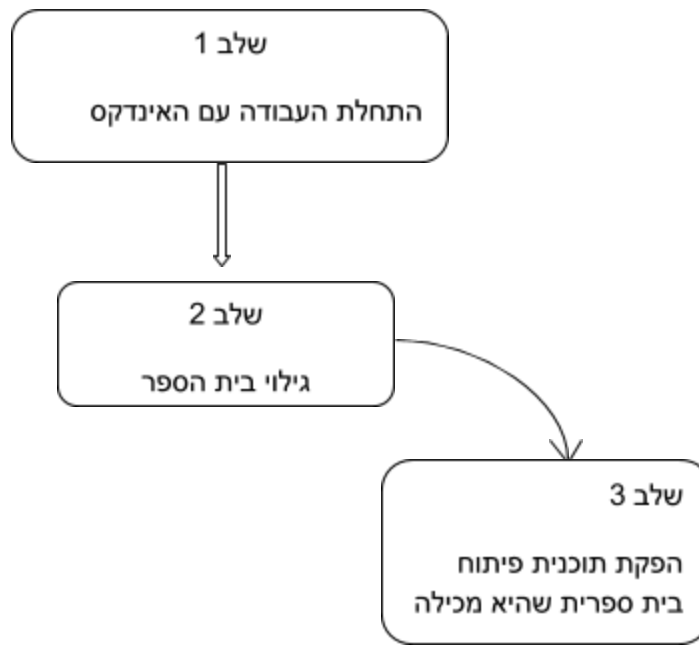 שלב 1
התחלת העבודה עם האינדקס
שלב 2
גילוי בית הספר
שלב 3
הפקת תוכנית פיתוח
בית ספרית שהיא מכילה